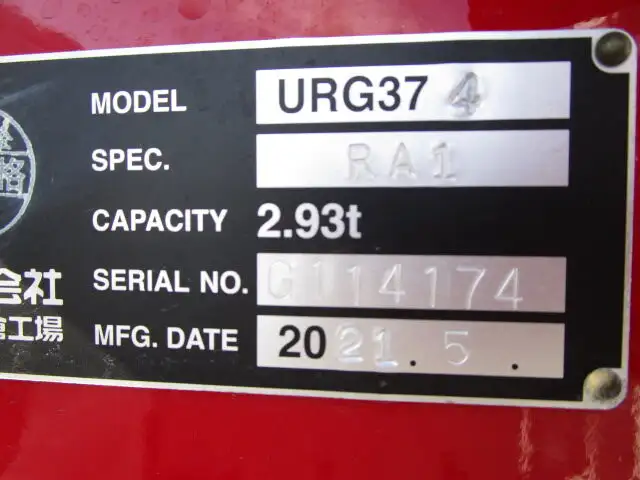 MODEL URG374
SPEC. RA1
CAPACITY 2.93t
会社 SERIAL NO. G114174
工場 MFG. DATE 2021.5.